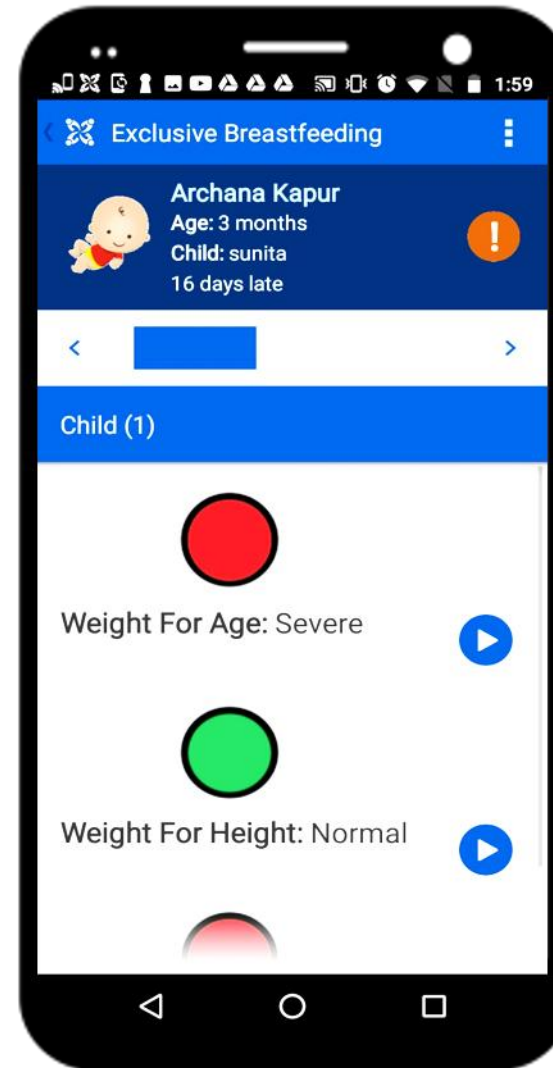 1:59
Exclusive Breastfeeding
Archana Kapur
Age: 3 months
Child: sunita
16 days late
Child (1)
Weight For Age: Severe
Weight For Height: Normal